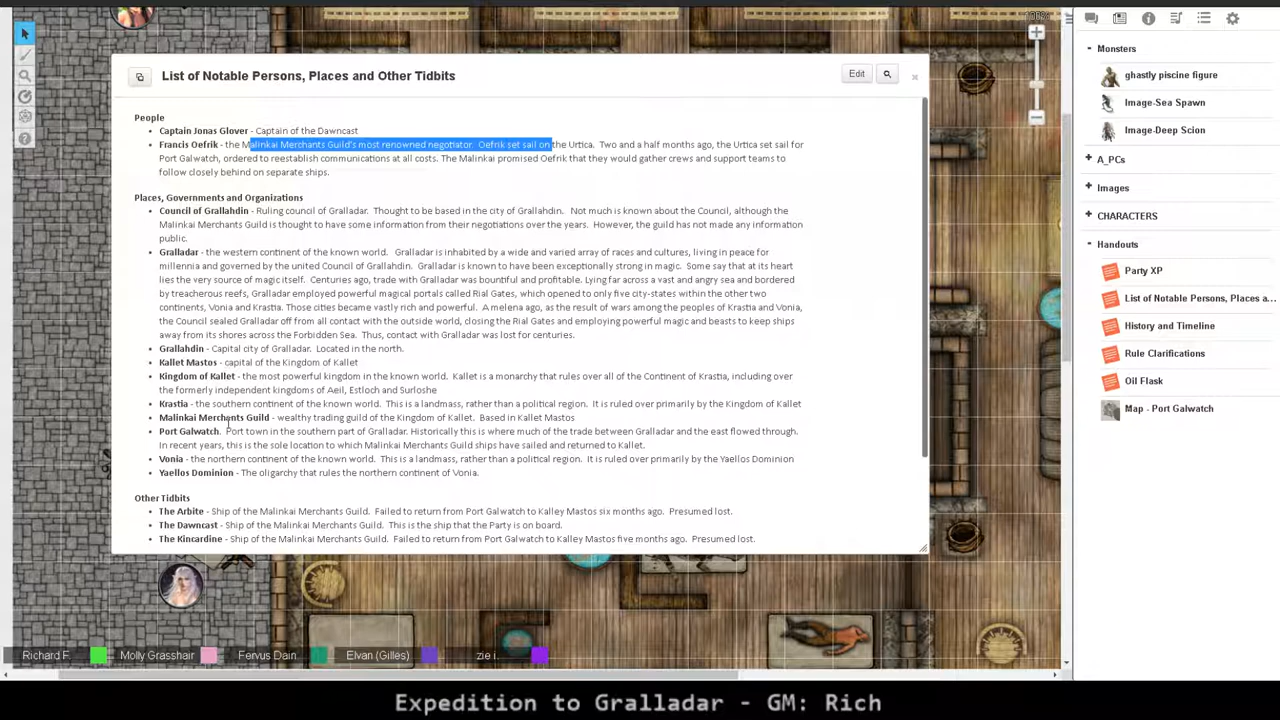 List of Notable Persons, Places and Other Tidbits
Edit
People
Captain Jonas Glover - Captain of the Dawncast
Francis Oefrik - the Malinkai Merchants Guild's most renowned negotiator. Oefrik set sail on the Urtica. Two and a half months ago, the Urtica set sail for
Port Galwatch, ordered to reestablish communications at all costs. The Malinkai promised Oefrik that they would gather crews and support teams to
follow closely behind on separate ships.
Places, Governments and Organizations
Council of Grallahdin - Ruling council of Gralladar. Thought to be based in the city of Grallahdin. Not much is known about the Council, although the
Malinkai Merchants Guild is thought to have some information from their negotiations over the years. However, the guild has not made any information
public.
Gralladar - the western continent of the known world. Gralladar is inhabited by a wide and varied array of races and cultures, living in peace for
millennia and governed by the united Council of Grallahdin. Gralladar is known to have been exceptionally strong in magic. Some say that at its heart
lies the very source of magic itself. Centuries ago, trade with Gralladar was bountiful and profitable. Lying far across a vast and angry sea and bordered
by treacherous reefs, Gralladar employed powerful magical portals called Rial Gates, which opened to only five city-states within the other two
continents, Vonia and Krastia. Those cities became vastly rich and powerful. A melena ago, as the result of wars among the peoples of Krastia and Vonia,
the Council sealed Gralladar off from all contact with the outside world, closing the Rial Gates and employing powerful magic and beasts to keep ships
away from its shores across the Forbidden Sea. Thus, contact with Gralladar was lost for centuries.
Grallahdin - Capital city of Gralladar. Located in the north.
Kallet Mastos - capital of the Kingdom of Kallet
Kingdom of Kallet - the most powerful kingdom in the known world. Kallet is a monarchy that rules over all of the Continent of Krastia, including over
the formerly independent kingdoms of Aeil, Estloch and Surloshe
Krastia - the southern continent of the known world. This is a landmass, rather than a political region. It is ruled over primarily by the Kingdom of Kallet
Malinkai Merchants Guild - wealthy trading guild of the Kingdom of Kallet. Based in Kallet Mastos
Port Galwatch. Port town in the southern part of Gralladar. Historically this is where much of the trade between Gralladar and the east flowed through.
In recent years, this is the sole location to which Malinkai Merchants Guild ships have sailed and returned to Kallet.
Vonia - the northern continent of the known world. This is a landmass, rather than a political region. It is ruled over primarily by the Yaellos Dominion
Yaellos Dominion - The oligarchy that rules the northern continent of Vonia.
Other Tidbits
The Arbite - Ship of the Malinkai Merchants Guild. Failed to return from Port Galwatch to Kalley Mastos six months ago. Presumed lost.
The Dawncast - Ship of the Malinkai Merchants Guild. This is the ship that the Party is on board.
The Kincardine - Ship of the Malinkai Merchants Guild. Failed to return from Port Galwatch to Kalley Mastos five months ago. Presumed lost.
Monsters
ghastly piscine figure
Image-Sea Spawn
Image-Deep Scion
A_PCs
Images
CHARACTERS
Handouts
Party XP
List of Notable Persons, Places a...
History and Timeline
Rule Clarifications
Oil Flask
Map - Port Galwatch
Richard F.
Molly Grasshair
Fervus Dain
Elvan (Gilles)
zie i.
Expedition to Gralladar - GM: Rich